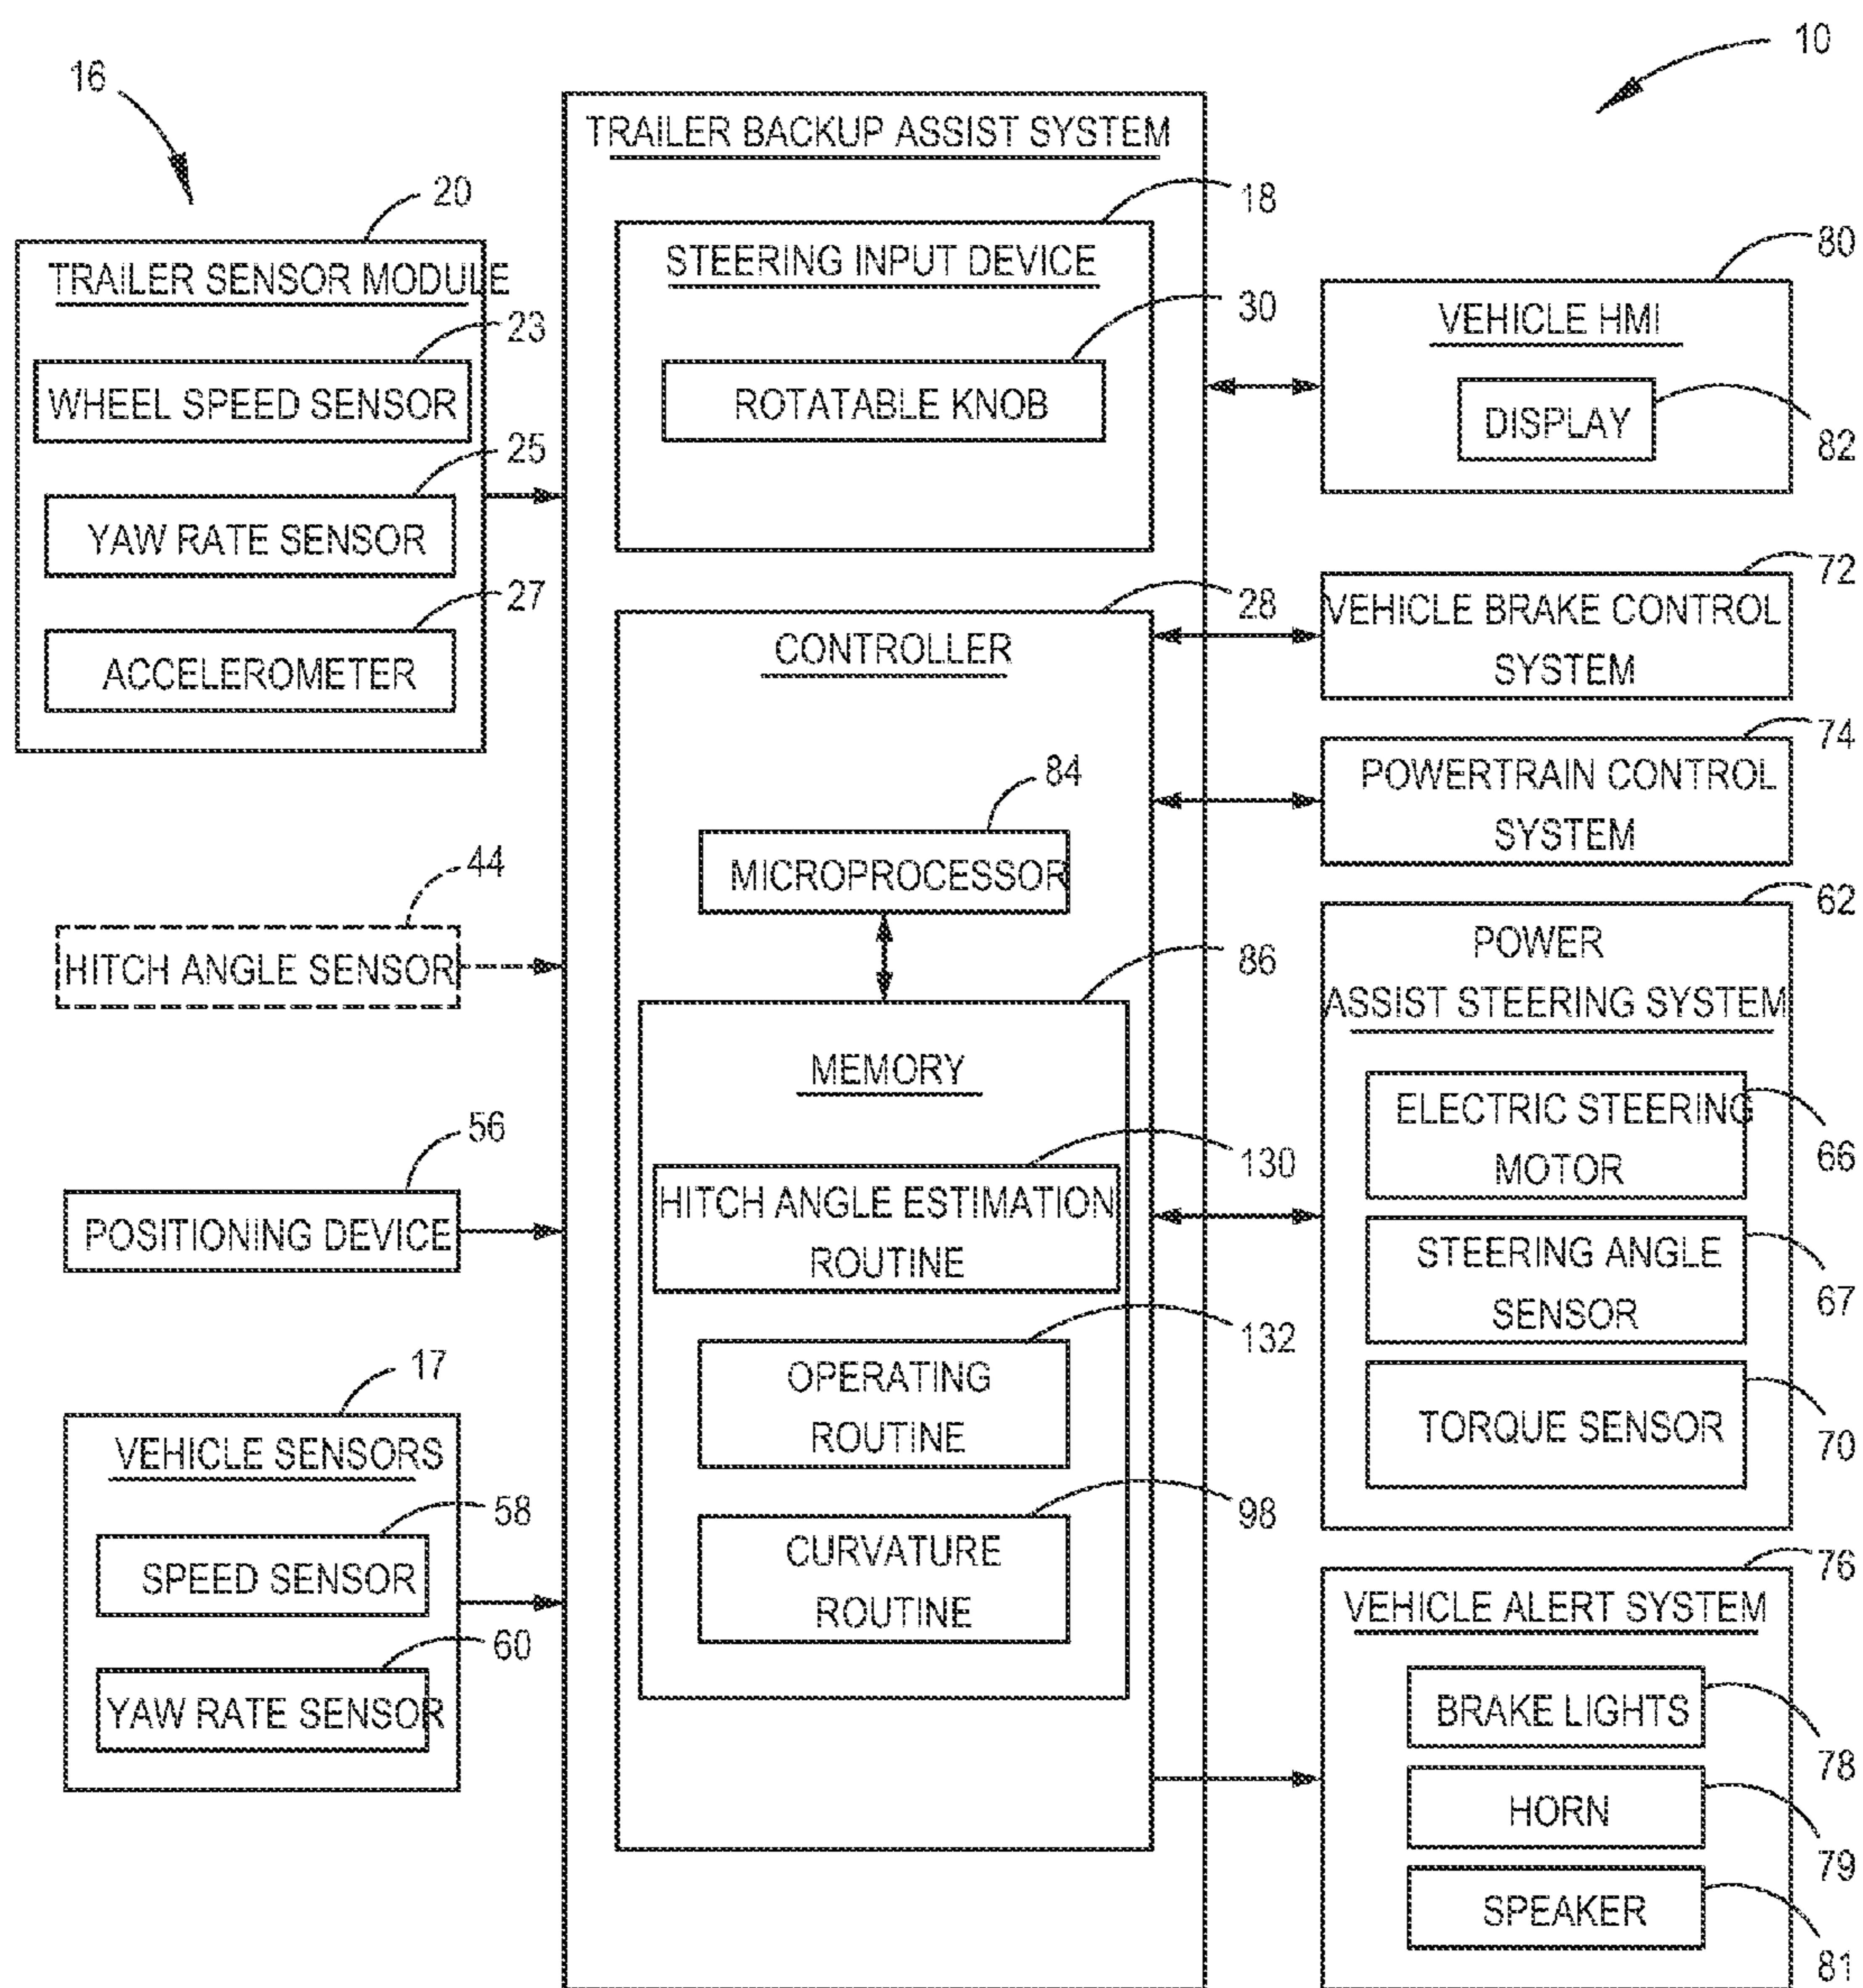 10
16
TRAILER BACKUP ASSIST SYSTEM
20
TRAILER SENSOR MODULE
23
WHEEL SPEED SENSOR
25
YAW RATE SENSOR
27
ACCELEROMETER
44
HITCH ANGLE SENSOR
56
POSITIONING DEVICE
17
VEHICLE SENSORS
58
SPEED SENSOR
60
YAW RATE SENSOR
18
STEERING INPUT DEVICE
30
ROTATABLE KNOB
28
CONTROLLER
84
MICROPROCESSOR
86
MEMORY
130
HITCH ANGLE ESTIMATION
ROUTINE
132
OPERATING
ROUTINE
98
CURVATURE
ROUTINE
80
VEHICLE HMI
DISPLAY
82
72
VEHICLE BRAKE CONTROL
SYSTEM
74
POWERTRAIN CONTROL
SYSTEM
62
POWER
ASSIST STEERING SYSTEM
ELECTRIC STEERING
MOTOR
66
STEERING ANGLE
SENSOR
67
TORQUE SENSOR
70
76
VEHICLE ALERT SYSTEM
BRAKE LIGHTS
78
HORN
79
SPEAKER
81